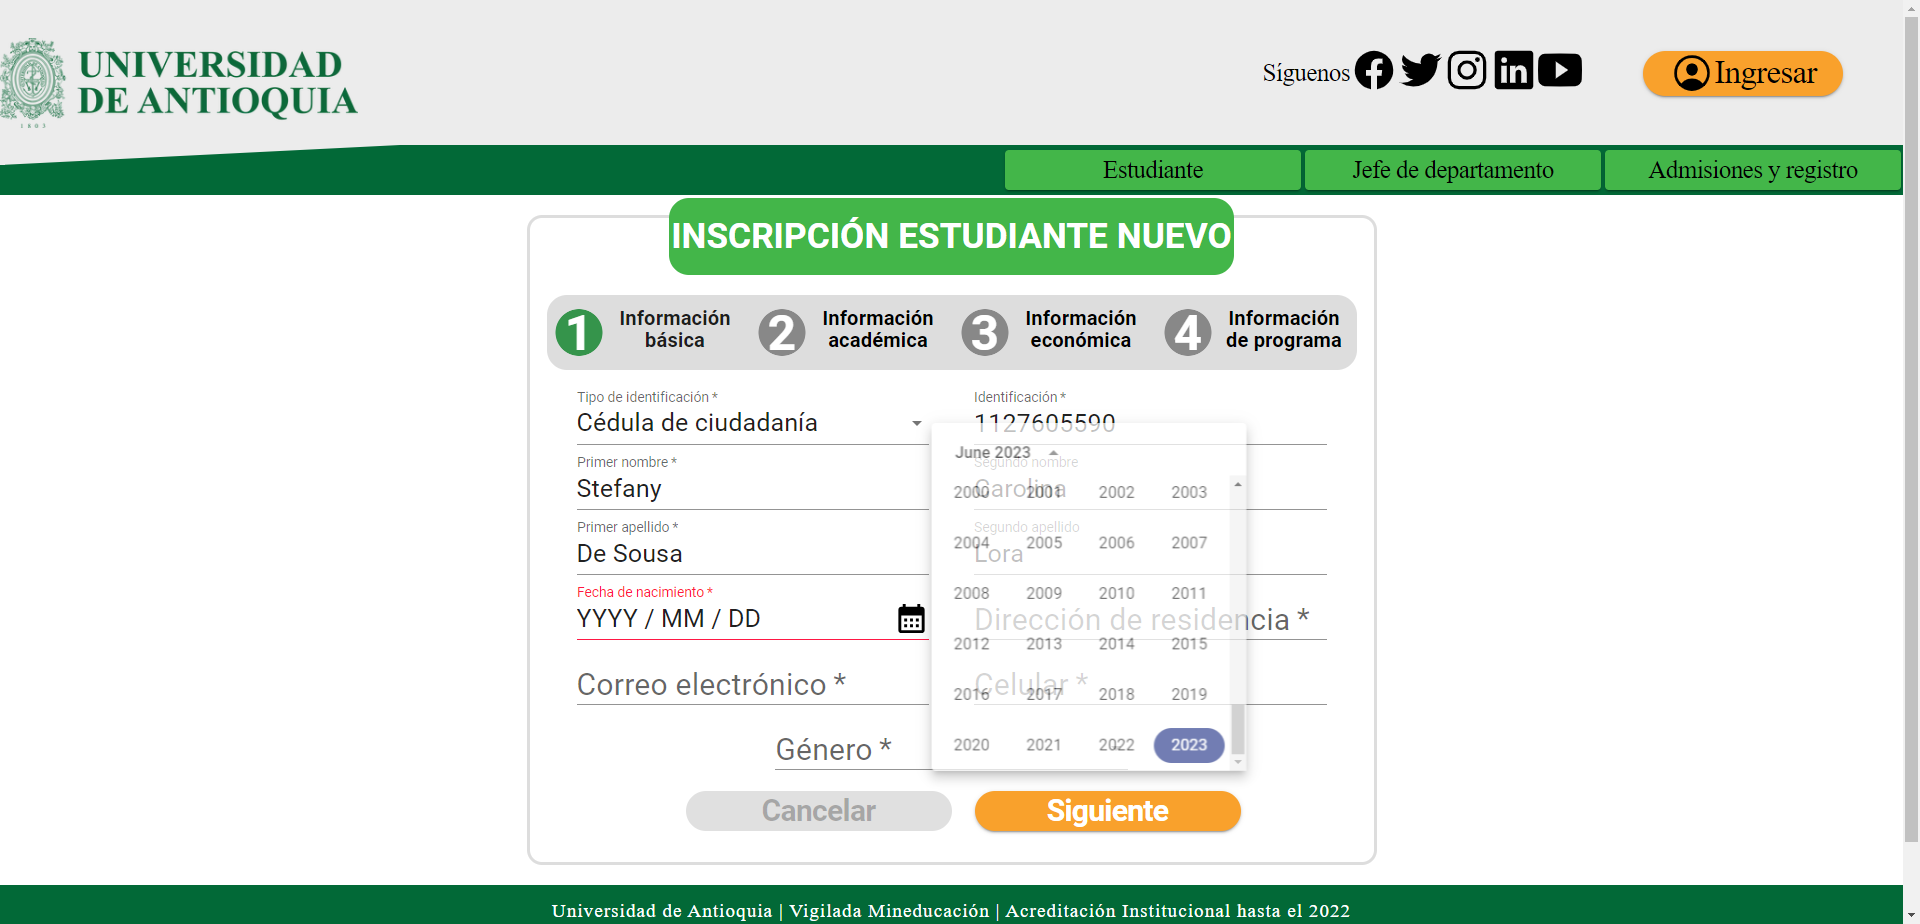 UNIVERSIDAD
DE ANTIOQUIA
1803
Síguenos
Ingresar
Estudiante
Jefe de departamento
Admisiones y registro
INSCRIPCIÓN ESTUDIANTE NUEVO
1 Información básica
2 Información académica
3 Información económica
4 Información de programa
Tipo de identificación *
Cédula de ciudadanía
Identificación *
1127605590
Primer nombre *
Stefany
Segundo nombre
Carolina
Primer apellido *
De Sousa
Segundo apellido
Lora
Fecha de nacimiento *
YYYY / MM / DD
Dirección de residencia *
Correo electrónico *
Celular *
Género *
June 2023
2000 2001 2002 2003
2004 2005 2006 2007
2008 2009 2010 2011
2012 2013 2014 2015
2016 2017 2018 2019
2020 2021 2022 2023
Cancelar
Siguiente
Universidad de Antioquia | Vigilada Mineducación | Acreditación Institucional hasta el 2022